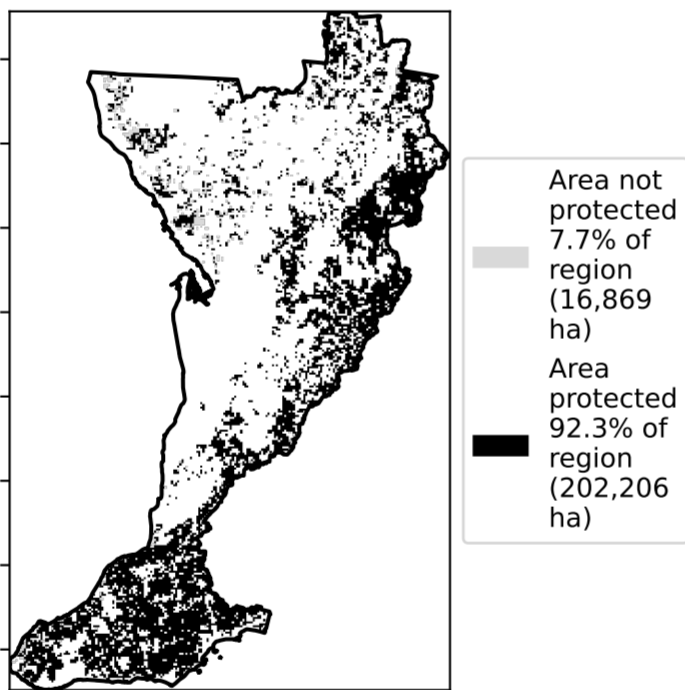 Area not
protected
7.7% of
region
(16,869
ha)
Area
protected
92.3% of
region
(202,206
ha)